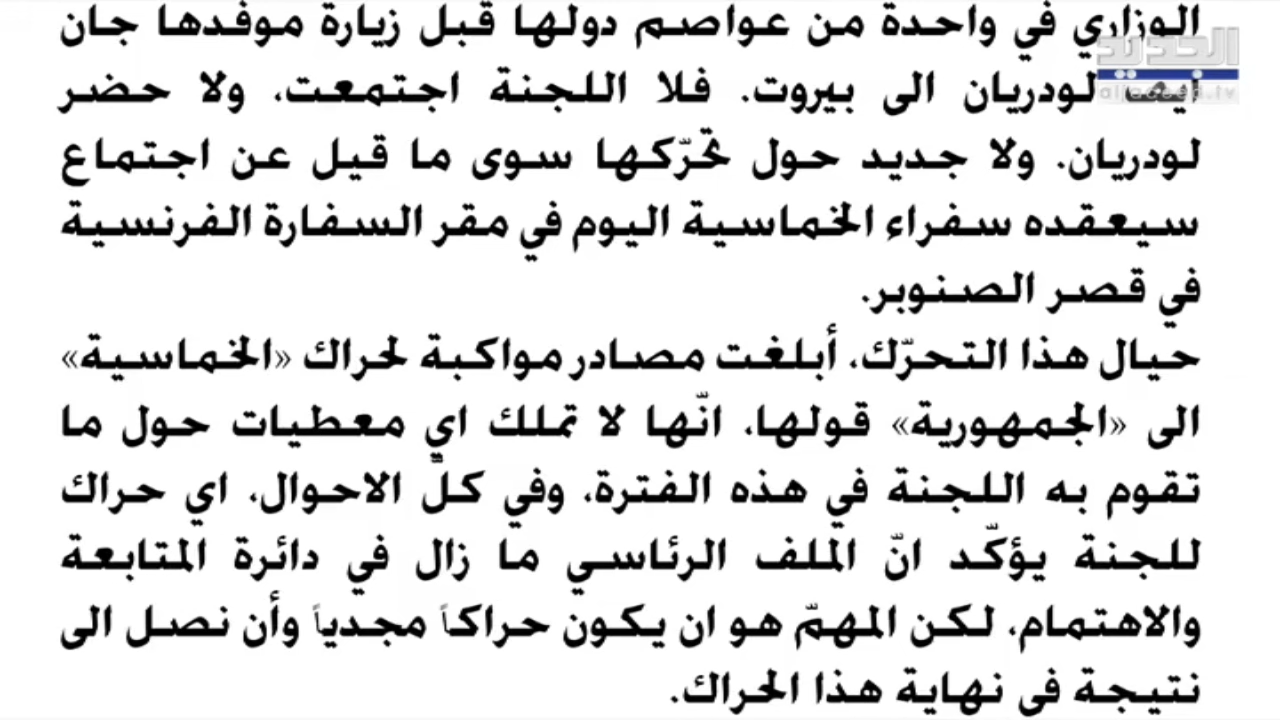 الوزاري في واحدة من عواصم دولها قبل زيارة موفدها جان
ايف لودريان الى بيروت. فلا اللجنة اجتمعت، ولا حضر
لودريان. ولا جديد حول تحرّكها سوى ما قيل عن اجتماع
سيعقده سفراء الخماسية اليوم في مقر السفارة الفرنسية
في قصر الصنوبر.
حيال هذا التحرّك، أبلغت مصادر مواكبة لحراك «الخماسية»
الى «الجمهورية» قولها، انّها لا تملك اي معطيات حول ما
تقوم به اللجنة في هذه الفترة، وفي كلّ الاحوال، اي حراك
للجنة يؤكّد انّ الملف الرئاسي ما زال في دائرة المتابعة
والاهتمام، لكن المهمّ هو ان يكون حراكاً مجدياً وأن نصل الى
نتيجة في نهاية هذا الحراك.
الجديد
aljadeed.tv